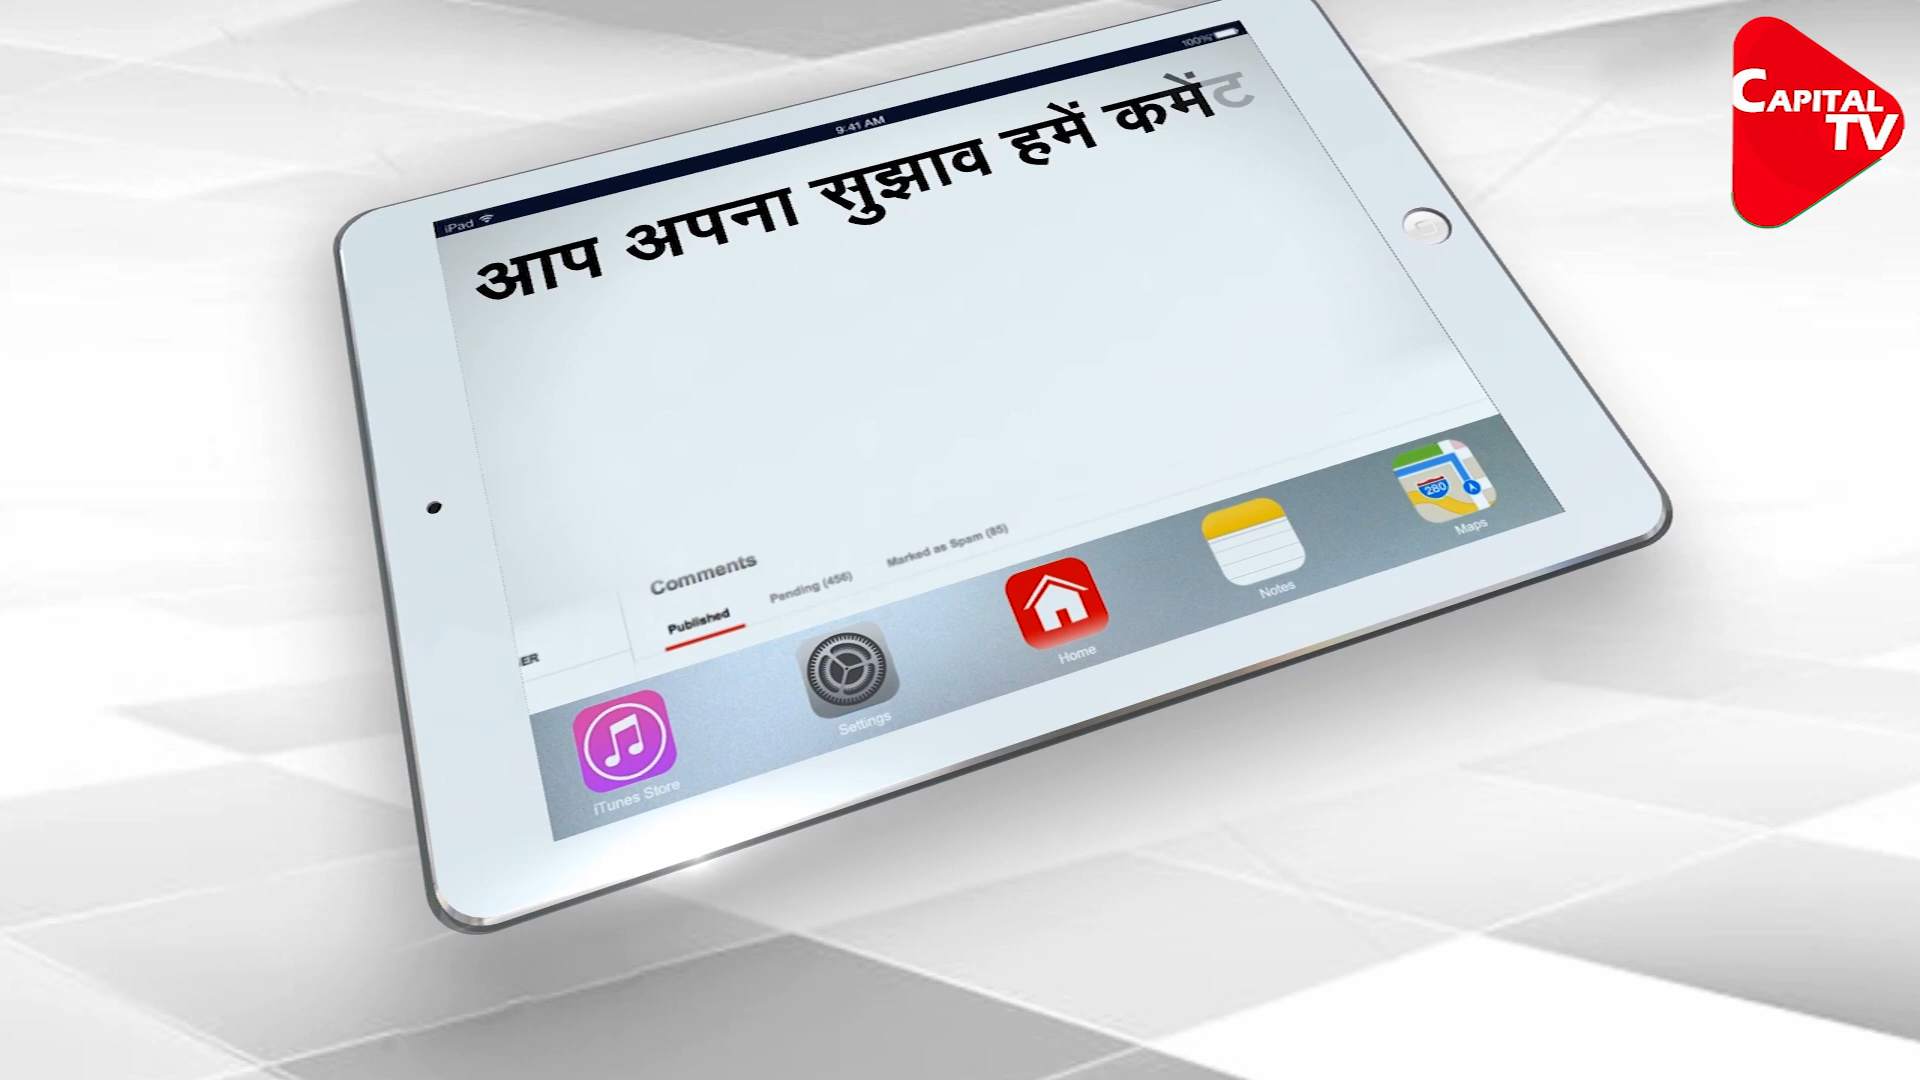 CAPITAL
TV
iPad
9:41 AM
100%
आप अपना सुझाव हमें कमेंट
Comments
Published
Pending (456)
Marked as Spam (85)
ER
iTunes Store
Settings
Home
Notes
280
Maps